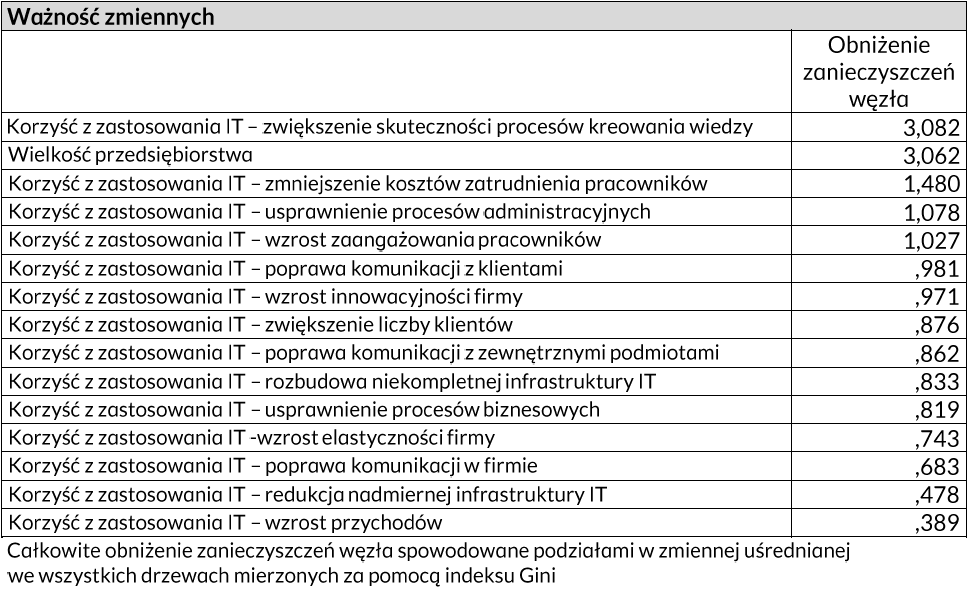 Ważność zmiennych
Obniżenie
zanieczyszczeń
węzła
Korzyść z zastosowania IT – zwiększenie skuteczności procesów kreowania wiedzy 3,082
Wielkość przedsiębiorstwa 3,062
Korzyść z zastosowania IT – zmniejszenie kosztów zatrudnienia pracowników 1,480
Korzyść z zastosowania IT – usprawnienie procesów administracyjnych 1,078
Korzyść z zastosowania IT – wzrost zaangażowania pracowników 1,027
Korzyść z zastosowania IT – poprawa komunikacji z klientami ,981
Korzyść z zastosowania IT – wzrost innowacyjności firmy ,971
Korzyść z zastosowania IT – zwiększenie liczby klientów ,876
Korzyść z zastosowania IT – poprawa komunikacji z zewnętrznymi podmiotami ,862
Korzyść z zastosowania IT – rozbudowa niekompletnej infrastruktury IT ,833
Korzyść z zastosowania IT – usprawnienie procesów biznesowych ,819
Korzyść z zastosowania IT -wzrost elastyczności firmy ,743
Korzyść z zastosowania IT – poprawa komunikacji w firmie ,683
Korzyść z zastosowania IT – redukcja nadmiernej infrastruktury IT ,478
Korzyść z zastosowania IT – wzrost przychodów ,389
Całkowite obniżenie zanieczyszczeń węzła spowodowane podziałami w zmiennej uśrednianej
we wszystkich drzewach mierzonych za pomocą indeksu Gini